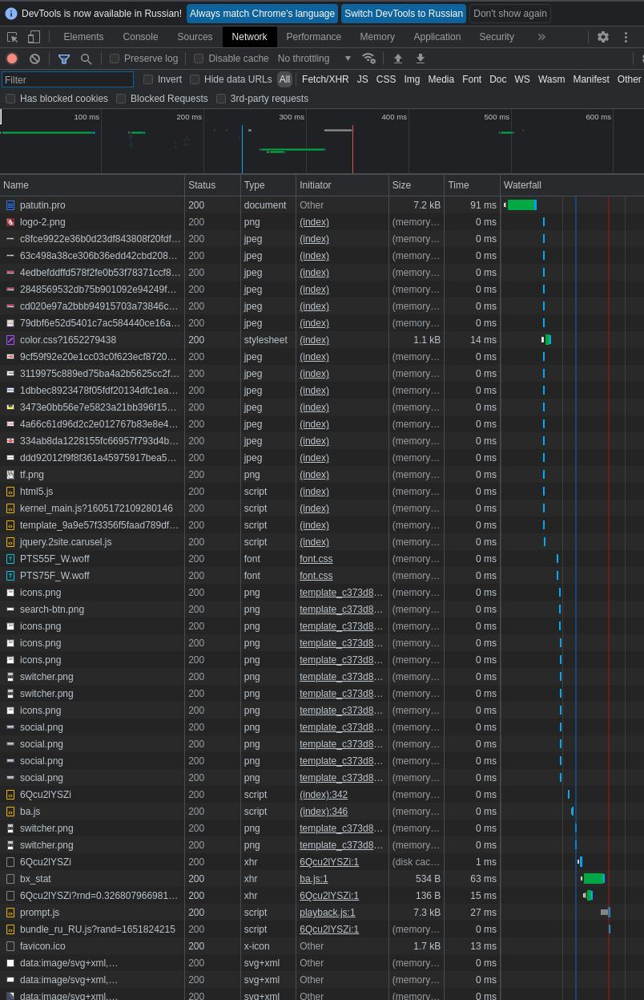 DevTools is now available in Russian! Always match Chrome's language Switch DevTools to Russian Don't show again
Elements Console Sources Network Performance Memory Application Security
Preserve log Disable cache No throttling
Filter Invert Hide data URLs All Fetch/XHR JS CSS Img Media Font Doc WS Wasm Manifest Other
Has blocked cookies Blocked Requests 3rd-party requests
100 ms 200 ms 300 ms 400 ms 500 ms 600 ms
Name Status Type Initiator Size Time Waterfall
patutin.pro 200 document Other 7.2 kB 91 ms
logo-2.png 200 png (index) (memory… 0 ms
c8fce9922e36b0d23df843808f20fdf… 200 jpeg (index) (memory… 0 ms
63c498a38ce306b36edd42cbd208… 200 jpeg (index) (memory… 0 ms
4edbefddffd578f2fe0b53f78371ccf8… 200 jpeg (index) (memory… 0 ms
2848569532db75b901092e94249f… 200 jpeg (index) (memory… 0 ms
cd020e97a2bbb94915703a73846c… 200 jpeg (index) (memory… 0 ms
79dbf6e52d5401c7ac584440ce16a… 200 jpeg (index) (memory… 0 ms
color.css?1652279438 200 stylesheet (index) 1.1 kB 14 ms
9cf59f92e20e1cc03c0f623ecf8720… 200 jpeg (index) (memory… 0 ms
3119975c889ed75ba4a2b5625cc2f… 200 jpeg (index) (memory… 0 ms
1dbbec8923478f05fdf20134dfc1ea… 200 jpeg (index) (memory… 0 ms
3473e0bb56e7e5823a21bb396f15… 200 jpeg (index) (memory… 0 ms
4a66c61d96d2c2e012767b83e8e4… 200 jpeg (index) (memory… 0 ms
334ab8da1228155fc66957f793d4b… 200 jpeg (index) (memory… 0 ms
ddd92012f9f8f361a45975917bea5… 200 jpeg (index) (memory… 0 ms
tf.png 200 png (index) (memory… 0 ms
html5.js 200 script (index) (memory… 0 ms
kernel_main.js?1605172109280146 200 script (index) (memory… 0 ms
template_9a9e57f3356f5faad789df… 200 script (index) (memory… 0 ms
jquery.2site.carusel.js 200 script (index) (memory… 0 ms
PTS55F_W.woff 200 font font.css (memory… 0 ms
PTS75F_W.woff 200 font font.css (memory… 0 ms
icons.png 200 png template_c373d8… (memory… 0 ms
search-btn.png 200 png template_c373d8… (memory… 0 ms
icons.png 200 png template_c373d8… (memory… 0 ms
icons.png 200 png template_c373d8… (memory… 0 ms
icons.png 200 png template_c373d8… (memory… 0 ms
switcher.png 200 png template_c373d8… (memory… 0 ms
switcher.png 200 png template_c373d8… (memory… 0 ms
icons.png 200 png template_c373d8… (memory… 0 ms
social.png 200 png template_c373d8… (memory… 0 ms
social.png 200 png template_c373d8… (memory… 0 ms
social.png 200 png template_c373d8… (memory… 0 ms
social.png 200 png template_c373d8… (memory… 0 ms
6Qcu2lYSZi 200 script (index):342 (memory… 0 ms
ba.js 200 script (index):346 (memory… 0 ms
switcher.png 200 png template_c373d8… (memory… 0 ms
switcher.png 200 png template_c373d8… (memory… 0 ms
6Qcu2lYSZi 200 xhr 6Qcu2lYSZi:1 (disk cac… 1 ms
bx_stat 200 xhr ba.js:1 534 B 63 ms
6Qcu2lYSZi?rnd=0.326807966981… 200 xhr 6Qcu2lYSZi:1 136 B 15 ms
prompt.js 200 script playback.js:1 7.3 kB 27 ms
bundle_ru_RU.js?rand=1651824215 200 script 6Qcu2lYSZi:1 (memory… 0 ms
favicon.ico 200 x-icon Other 1.7 kB 13 ms
data:image/svg+xml,… 200 svg+xml Other (memory… 0 ms
data:image/svg+xml,… 200 svg+xml Other (memory… 0 ms
data:image/svg+xml,… 200 svg+xml Other (memory… 0 ms